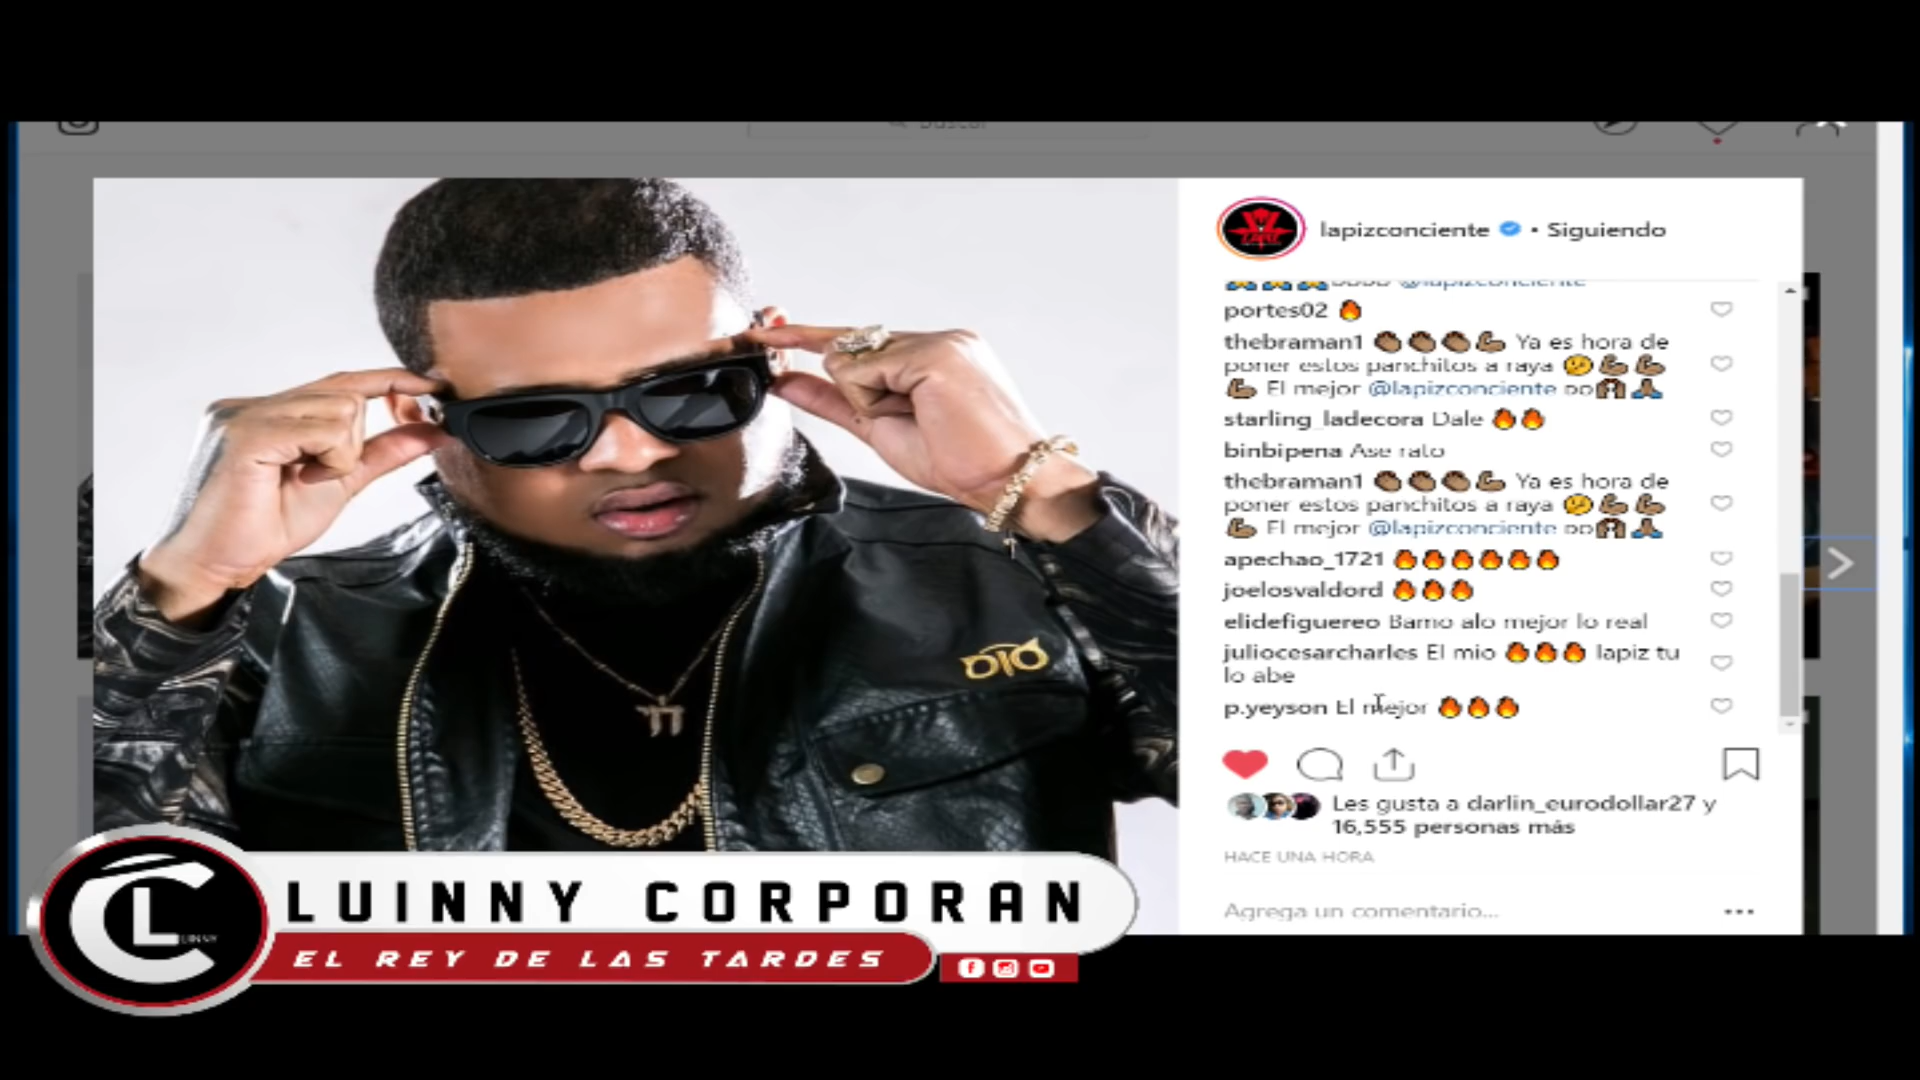 lapizconciente • Siguiendo
@lapizconciente
portes02 🔥
thebraman1 👏🏾👏🏾👏🏾💪🏾 Ya es hora de
poner estos panchitos a raya 🤔💪🏾💪🏾
💪🏾 El mejor @lapizconciente
starling_ladecora Dale 🔥🔥
binbipena Ase rato
thebraman1 👏🏾👏🏾👏🏾💪🏾 Ya es hora de
poner estos panchitos a raya 🤔💪🏾💪🏾
💪🏾 El mejor @lapizconciente
apechao_1721 🔥🔥🔥🔥🔥🔥
joelosvaldord 🔥🔥🔥
elidefiguereo Bamo alo mejor lo real
juliocesarcharles El mio 🔥🔥🔥 lapiz tu
lo abe
p.yeyson El mejor 🔥🔥🔥
Les gusta a darlin_eurodollar27 y
16,555 personas más
HACE UNA HORA
Agrega un comentario...
LUINNY CORPORAN
EL REY DE LAS TARDES